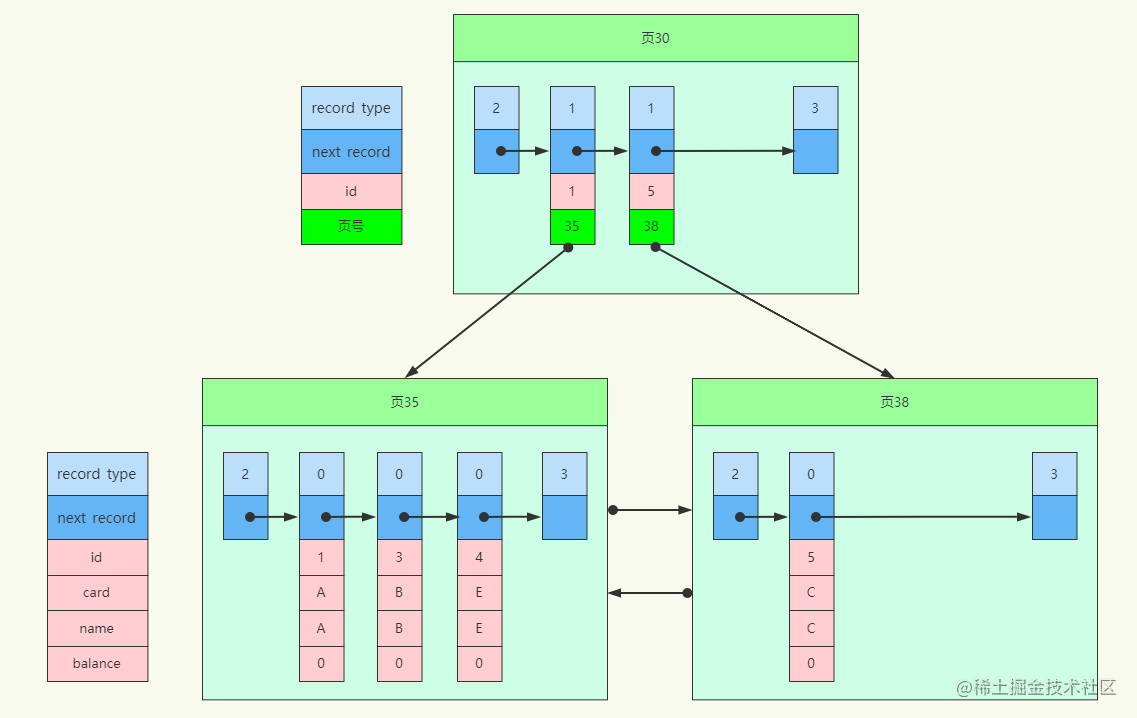 页30
record type
2
1
1
3
next record
id
1
5
页号
35
38
页35
页38
record type
2
0
0
0
3
2
0
3
next record
id
1
3
4
5
card
A
B
E
C
name
A
B
E
C
balance
0
0
0
0
@稀土掘金技术社区